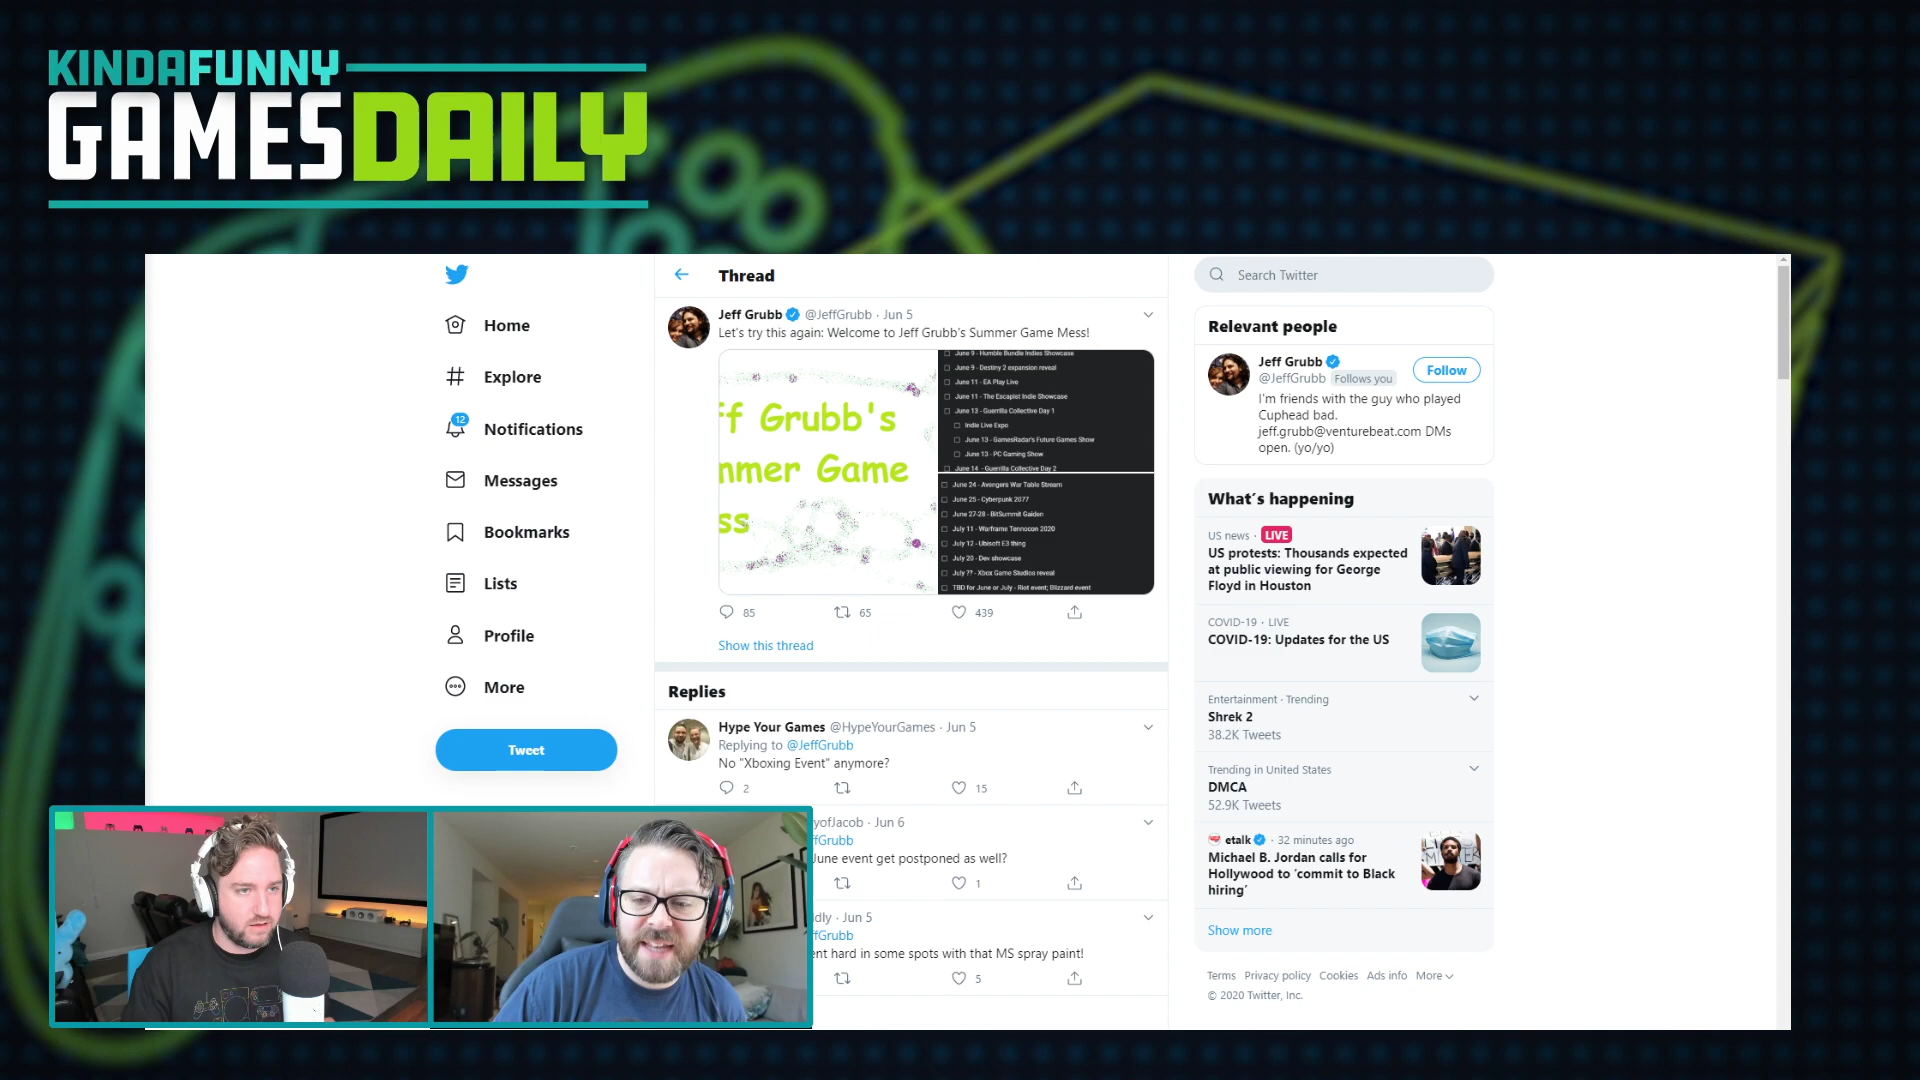 KINDAFUNNY
GAMESDAILY
Home
Explore
12
Notifications
Messages
Bookmarks
Lists
Profile
More
Tweet
Thread
Jeff Grubb @JeffGrubb · Jun 5
Let's try this again: Welcome to Jeff Grubb's Summer Game Mess!
ff Grubb's
mmer Game
ss
June 9 - Humble Bundle Indies Showcase
June 9 - Destiny 2 expansion reveal
June 11 - EA Play Live
June 11 - The Escapist Indie Showcase
June 13 - Guerrilla Collective Day 1
Indie Live Expo
June 13 - GamesRadar's Future Games Show
June 13 - PC Gaming Show
June 14 - Guerrilla Collective Day 2
June 24 - Avengers War Table Stream
June 25 - Cyberpunk 2077
June 27-28 - BitSummit Gaiden
July 11 - Warframe Tennocon 2020
July 12 - Ubisoft E3 thing
July 20 - Dev showcase
July ?? - Xbox Game Studios reveal
TBD for June or July - Riot event; Blizzard event
85 65 439
Show this thread
Replies
Hype Your Games @HypeYourGames · Jun 5
Replying to @JeffGrubb
No "Xboxing Event" anymore?
2 15
yofJacob · Jun 6
ffGrubb
June event get postponed as well?
1
dly · Jun 5
ffGrubb
ent hard in some spots with that MS spray paint!
5
Search Twitter
Relevant people
Jeff Grubb
@JeffGrubb Follows you
Follow
I'm friends with the guy who played
Cuphead bad.
jeff.grubb@venturebeat.com DMs
open. (yo/yo)
What's happening
US news · LIVE
US protests: Thousands expected
at public viewing for George
Floyd in Houston
COVID-19 · LIVE
COVID-19: Updates for the US
Entertainment · Trending
Shrek 2
38.2K Tweets
Trending in United States
DMCA
52.9K Tweets
etalk · 32 minutes ago
Michael B. Jordan calls for
Hollywood to 'commit to Black
hiring'
Show more
Terms Privacy policy Cookies Ads info More
© 2020 Twitter, Inc.